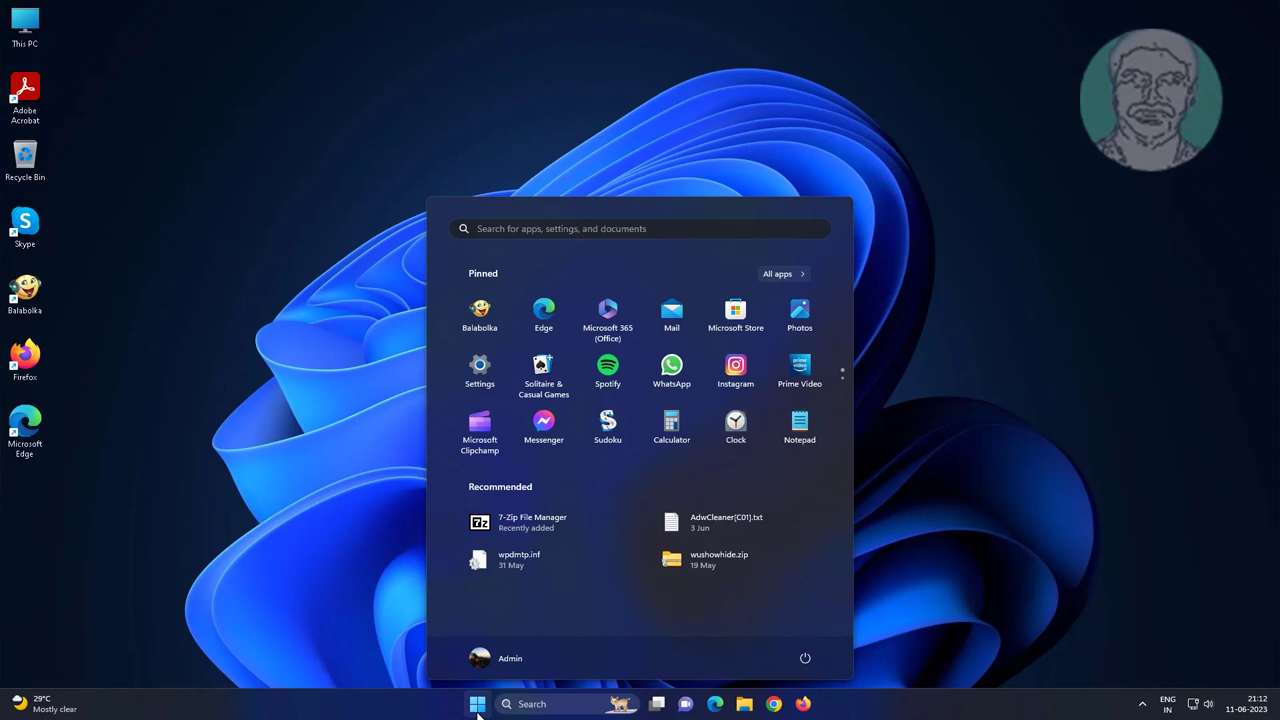 This PC
Adobe
Acrobat
Recycle Bin
Skype
Balabolka
Firefox
Microsoft
Edge
Search for apps, settings, and documents
Pinned
All apps
Balabolka
Edge
Microsoft 365
(Office)
Mail
Microsoft Store
Photos
Settings
Solitaire &
Casual Games
Spotify
WhatsApp
Instagram
Prime Video
Microsoft
Clipchamp
Messenger
Sudoku
Calculator
Clock
Notepad
Recommended
7-Zip File Manager
Recently added
AdwCleaner[C01].txt
3 Jun
wpdmtp.inf
31 May
wushowhide.zip
19 May
Admin
29°C
Mostly clear
Search
ENG
IN
21:12
11-06-2023